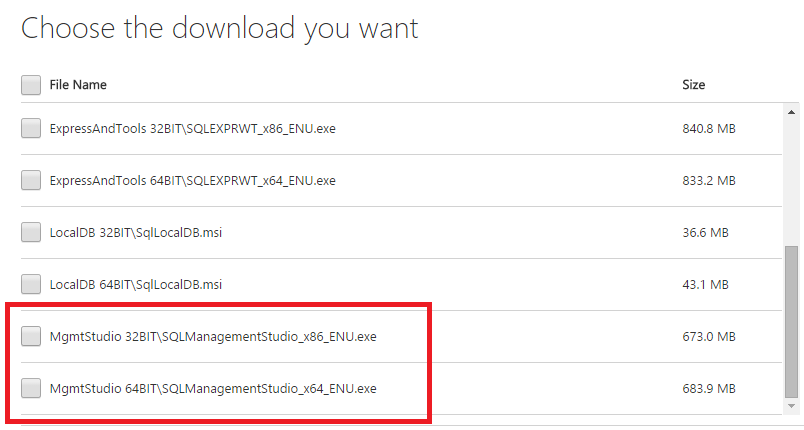 Choose the download you want
File Name Size
ExpressAndTools 32BIT\SQLEXPRWT_x86_ENU.exe 840.8 MB
ExpressAndTools 64BIT\SQLEXPRWT_x64_ENU.exe 833.2 MB
LocalDB 32BIT\SqlLocalDB.msi 36.6 MB
LocalDB 64BIT\SqlLocalDB.msi 43.1 MB
MgmtStudio 32BIT\SQLManagementStudio_x86_ENU.exe 673.0 MB
MgmtStudio 64BIT\SQLManagementStudio_x64_ENU.exe 683.9 MB